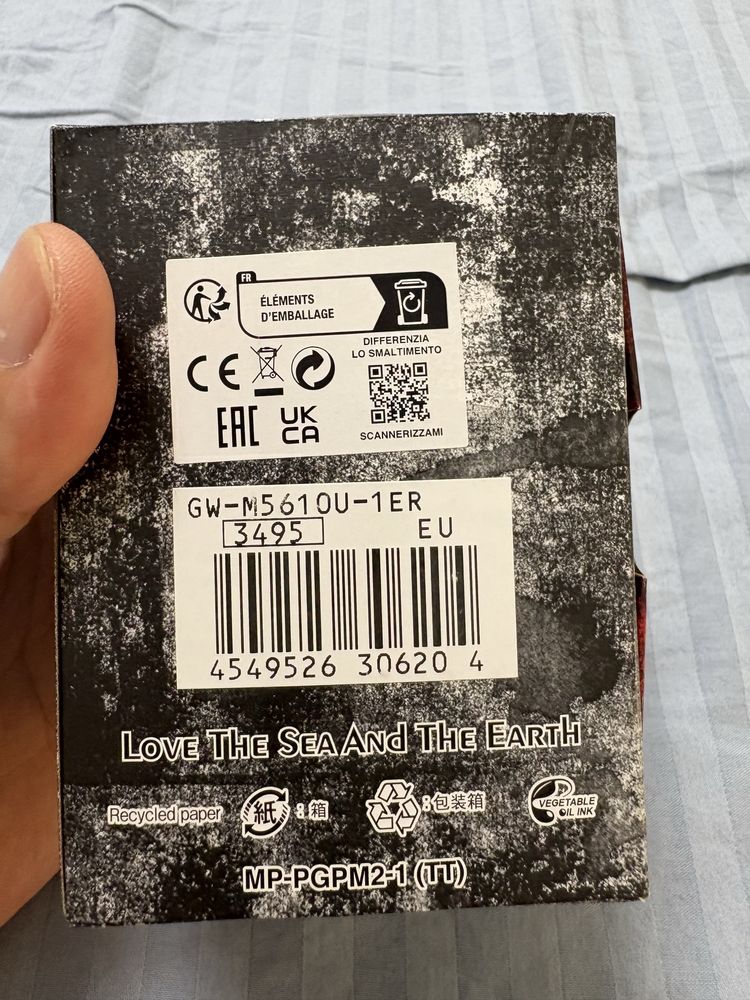 FR
ÉLÉMENTS
D'EMBALLAGE
DIFFERENZIA
LO SMALTIMENTO
CE
EAC UK
CA
SCANNERIZZAMI
GW-M5610U-1ER
3495 EU
4549526 30620 4
LOVE THE SEA AND THE EARTH
Recycled paper 紙 箱 包装箱 VEGETABLE
OIL INK
MP-PGPM2-1 (TT)